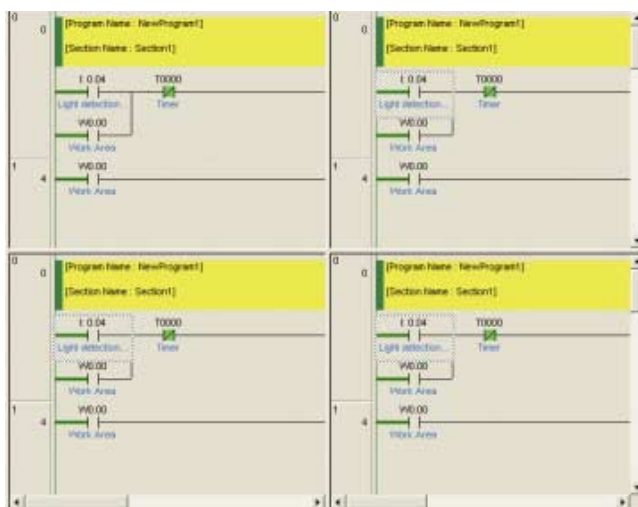 0
0
[Program Name : NewProgram1]
[Section Name : Section1]
I: 0.04
T0000
Light detection...
Timer
W0.00
Work Area
1
4
W0.00
Work Area
0
0
[Program Name : NewProgram1]
[Section Name : Section1]
I: 0.04
T0000
Light detection...
Timer
W0.00
Work Area
1
4
W0.00
Work Area
0
0
[Program Name : NewProgram1]
[Section Name : Section1]
I: 0.04
T0000
Light detection...
Timer
W0.00
Work Area
1
4
W0.00
Work Area
0
0
[Program Name : NewProgram1]
[Section Name : Section1]
I: 0.04
T0000
Light detection...
Timer
W0.00
Work Area
1
4
W0.00
Work Area